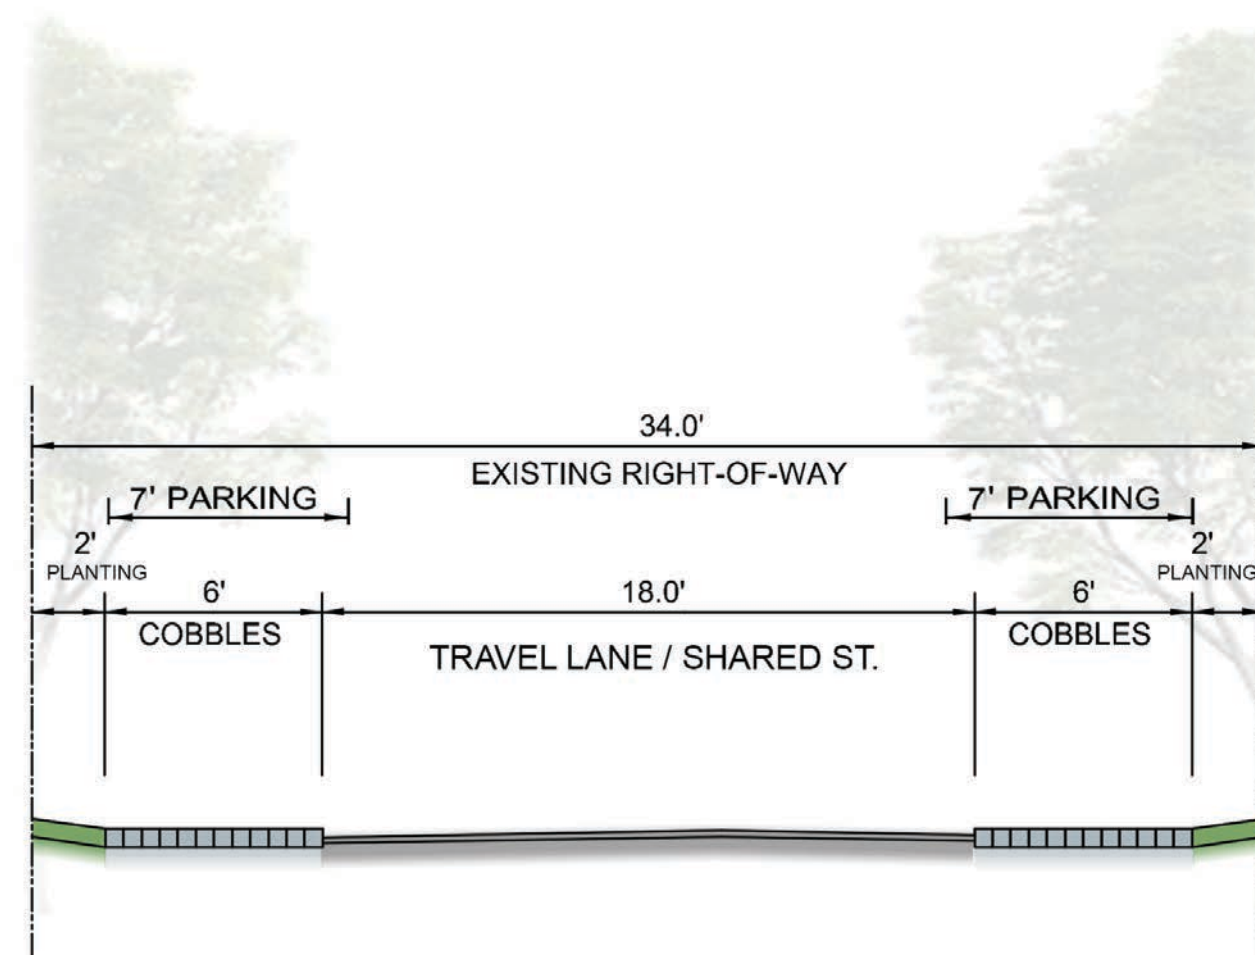 34.0'
EXISTING RIGHT-OF-WAY
7' PARKING
7' PARKING
2'
PLANTING
2'
PLANTING
6'
COBBLES
18.0'
TRAVEL LANE / SHARED ST.
6'
COBBLES